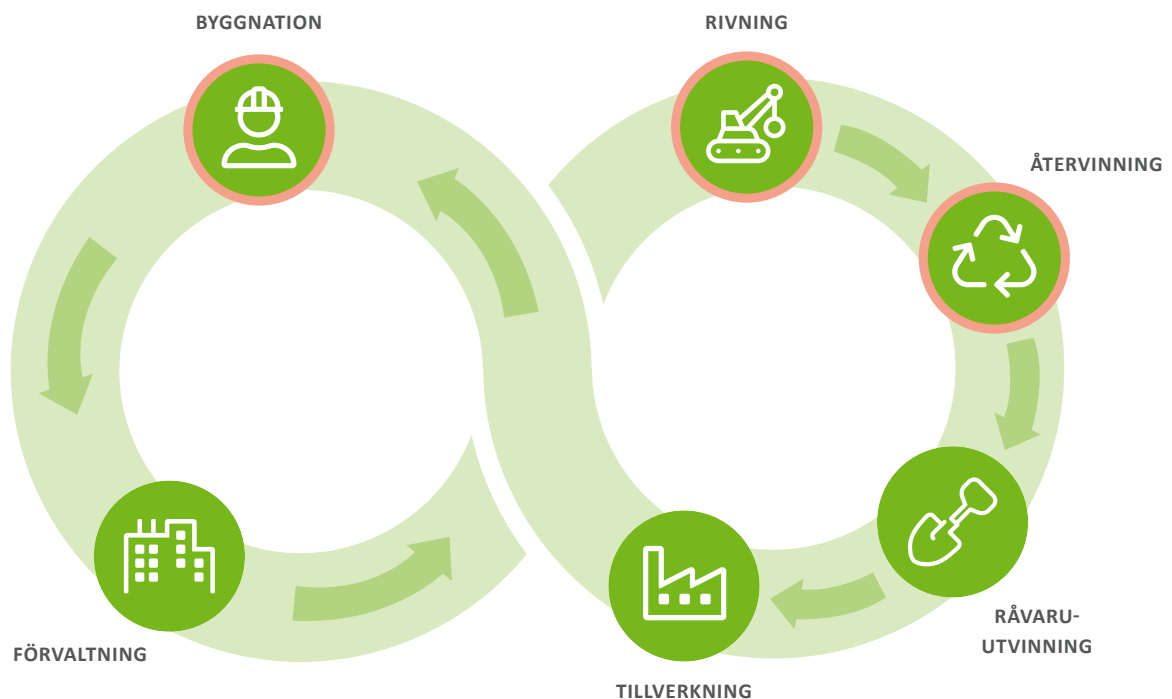 BYGGNATION
RIVNING
ÅTERVINNING
RÅVARU-
UTVINNING
FÖRVALTNING
TILLVERKNING